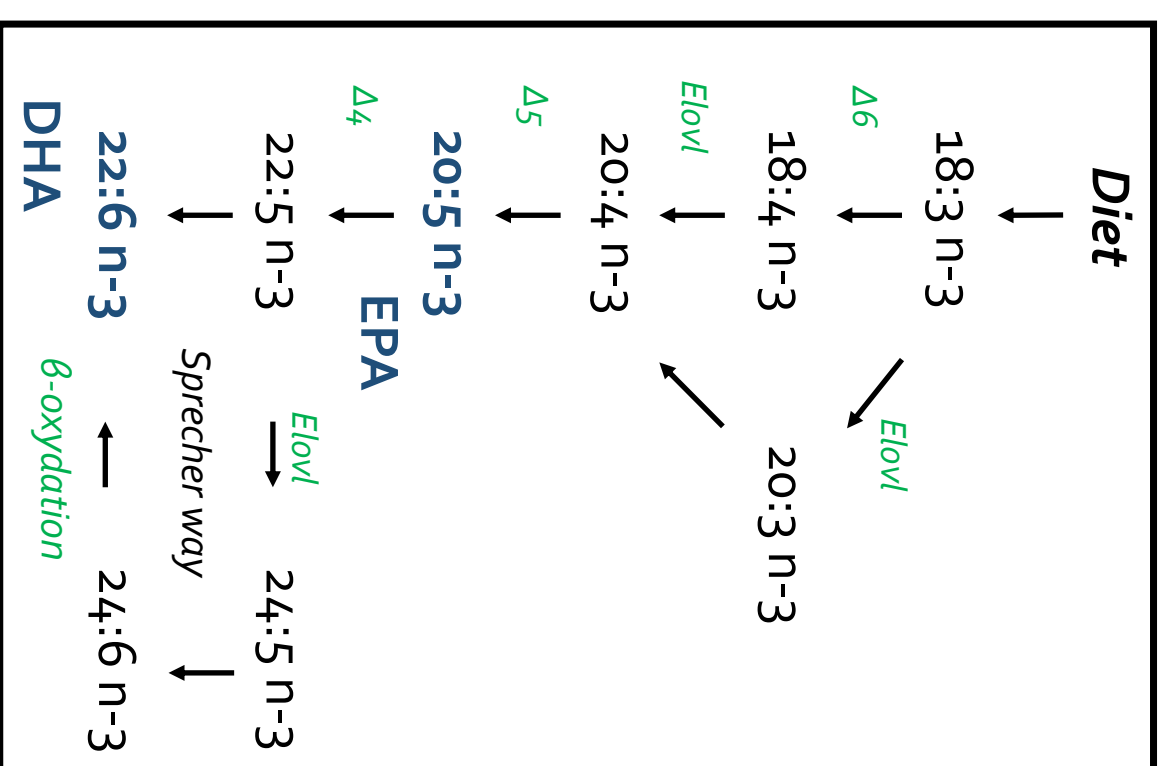 Diet
18:3 n-3
Δ6
Elovl
18:4 n-3
20:3 n-3
Elovl
20:4 n-3
Δ5
20:5 n-3
EPA
Δ4
Elovl
22:5 n-3
24:5 n-3
Sprecher way
22:6 n-3
24:6 n-3
β-oxydation
DHA